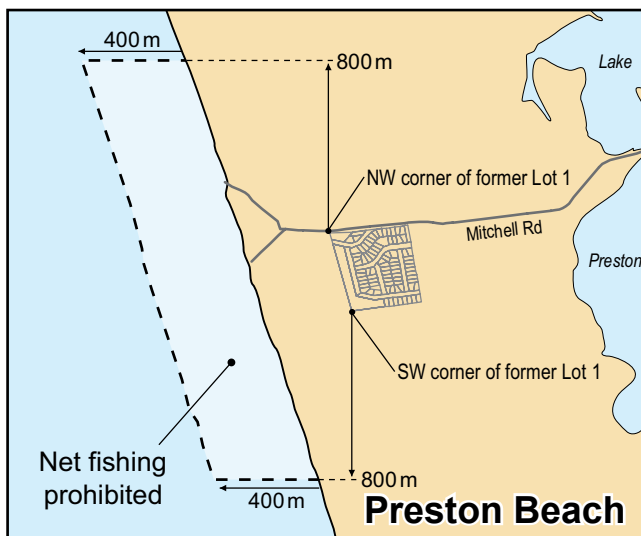 400 m
800 m
Lake
NW corner of former Lot 1
Mitchell Rd
Preston
SW corner of former Lot 1
Net fishing
prohibited
800 m
400 m
Preston Beach